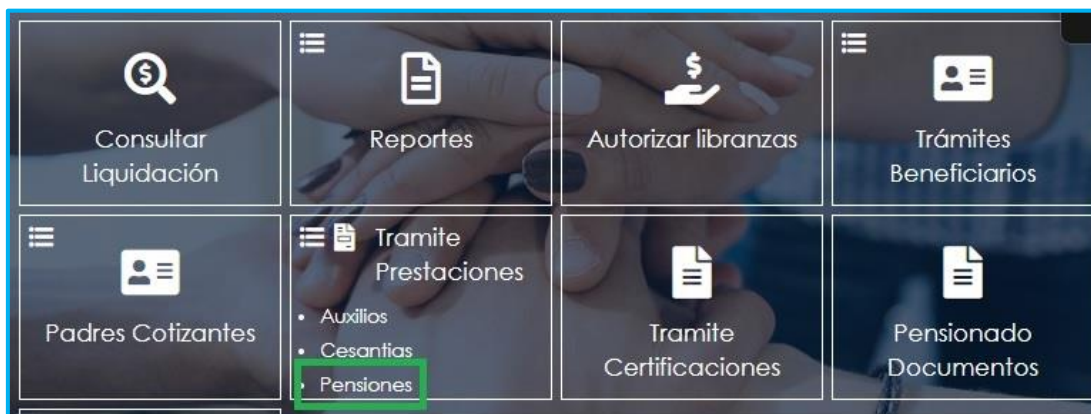 Consultar
Liquidación
Reportes
Autorizar libranzas
Trámites
Beneficiarios
Padres Cotizantes
Tramite
Prestaciones
• Auxilios
• Cesantias
• Pensiones
Tramite
Certificaciones
Pensionado
Documentos